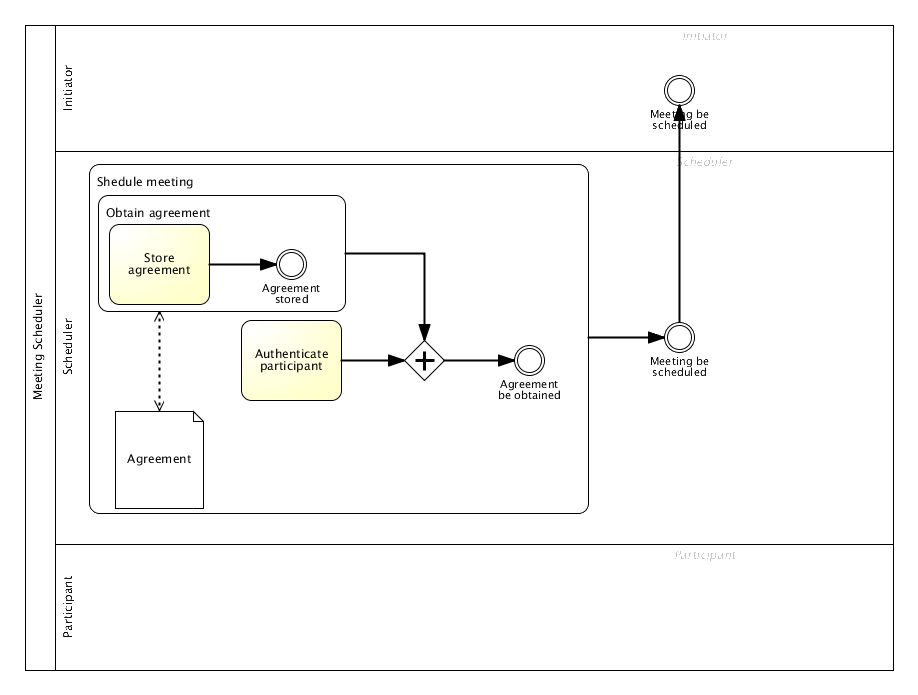 Meeting Scheduler
Initiator
Initiator
Meeting be
scheduled
Scheduler
Scheduler
Shedule meeting
Obtain agreement
Store
agreement
Agreement
stored
Authenticate
participant
Agreement
be obtained
Meeting be
scheduled
Agreement
Participant
Participant